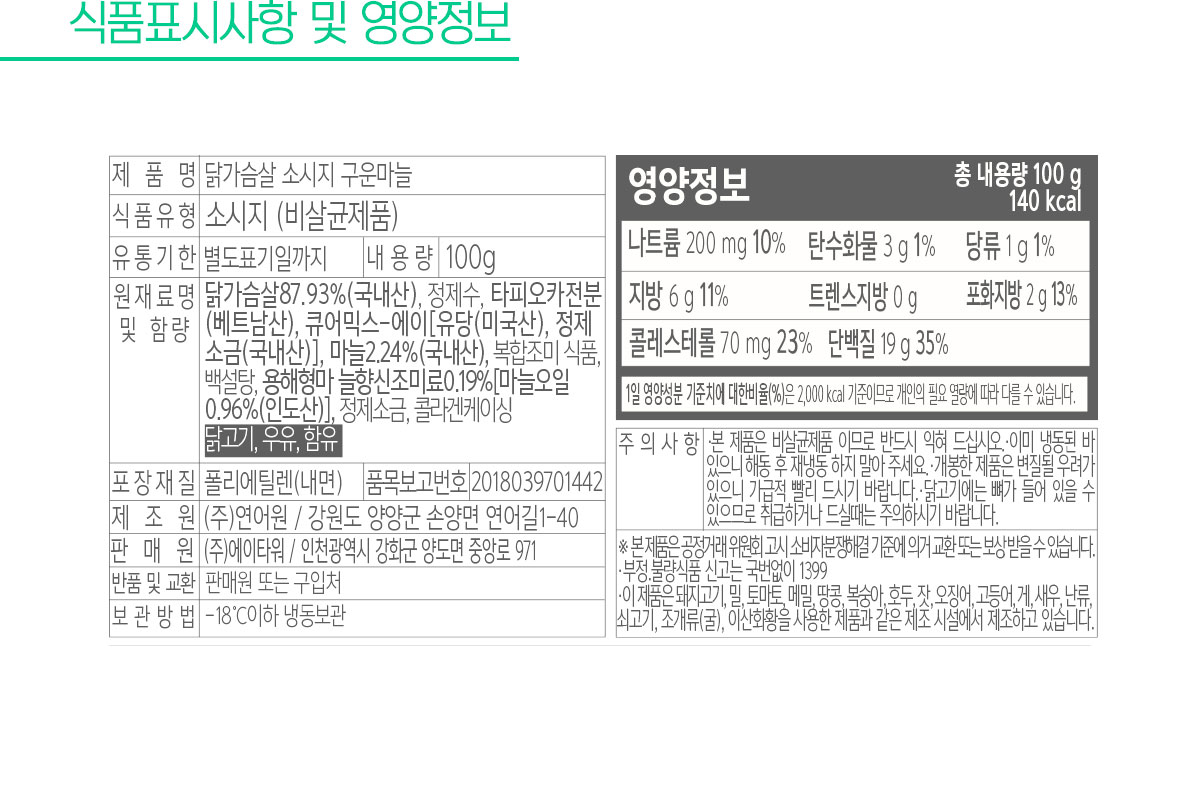 식품표시사항 및 영양정보
제 품 명 닭가슴살 소시지 구운마늘
식품유형 소시지 (비살균제품)
유통기한 별도표기일까지 내 용 량 100g
원재료명 및 함량
닭가슴살87.93%(국내산), 정제수, 타피오카전분
(베트남산), 큐어믹스-에이[유당(미국산), 정제
소금(국내산)], 마늘2.24%(국내산), 복합조미 식품,
백설탕, 용해형마 늘향신조미료0.19%[마늘오일
0.96%(인도산)], 정제소금, 콜라겐케이싱
닭고기, 우유, 함유
포장재질 폴리에틸렌(내면) 품목보고번호 2018039701442
제 조 원 (주)연어원 / 강원도 양양군 손양면 연어길1-40
판 매 원 (주)에이타워 / 인천광역시 강화군 양도면 중앙로 971
반품 및 교환 판매원 또는 구입처
보관방법 -18℃이하 냉동보관
영양정보
총 내용량 100 g
140 kcal
나트륨 200 mg 10% 탄수화물 3 g 1% 당류 1 g 1%
지방 6 g 11% 트렌스지방 0 g 포화지방 2 g 13%
콜레스테롤 70 mg 23% 단백질 19 g 35%
1일 영양성분 기준치에 대한비율(%)은 2,000 kcal 기준이므로 개인의 필요 열량에 따라 다를 수 있습니다.
주 의 사 항
·본 제품은 비살균제품 이므로 반드시 익혀 드십시오.·이미 냉동된 바
있으니 해동 후 재냉동 하지 말아 주세요.·개봉한 제품은 변질될 우려가
있으니 가급적 빨리 드시기 바랍니다.·닭고기에는 뼈가 들어 있을 수
있으므로 취급하거나 드실때는 주의하시기 바랍니다.
※ 본 제품은 공정거래 위원회 고시 소비자분쟁해결 기준에 의거 교환 또는 보상 받을 수 있습니다.
·부정.불량식품 신고는 국번없이 1399
·이 제품은 돼지고기, 밀, 토마토, 메밀, 땅콩, 복숭아, 호두, 잣, 오징어, 고등어, 게, 새우, 난류,
쇠고기, 조개류(굴), 이산화황을 사용한 제품과 같은 제조 시설에서 제조하고 있습니다.